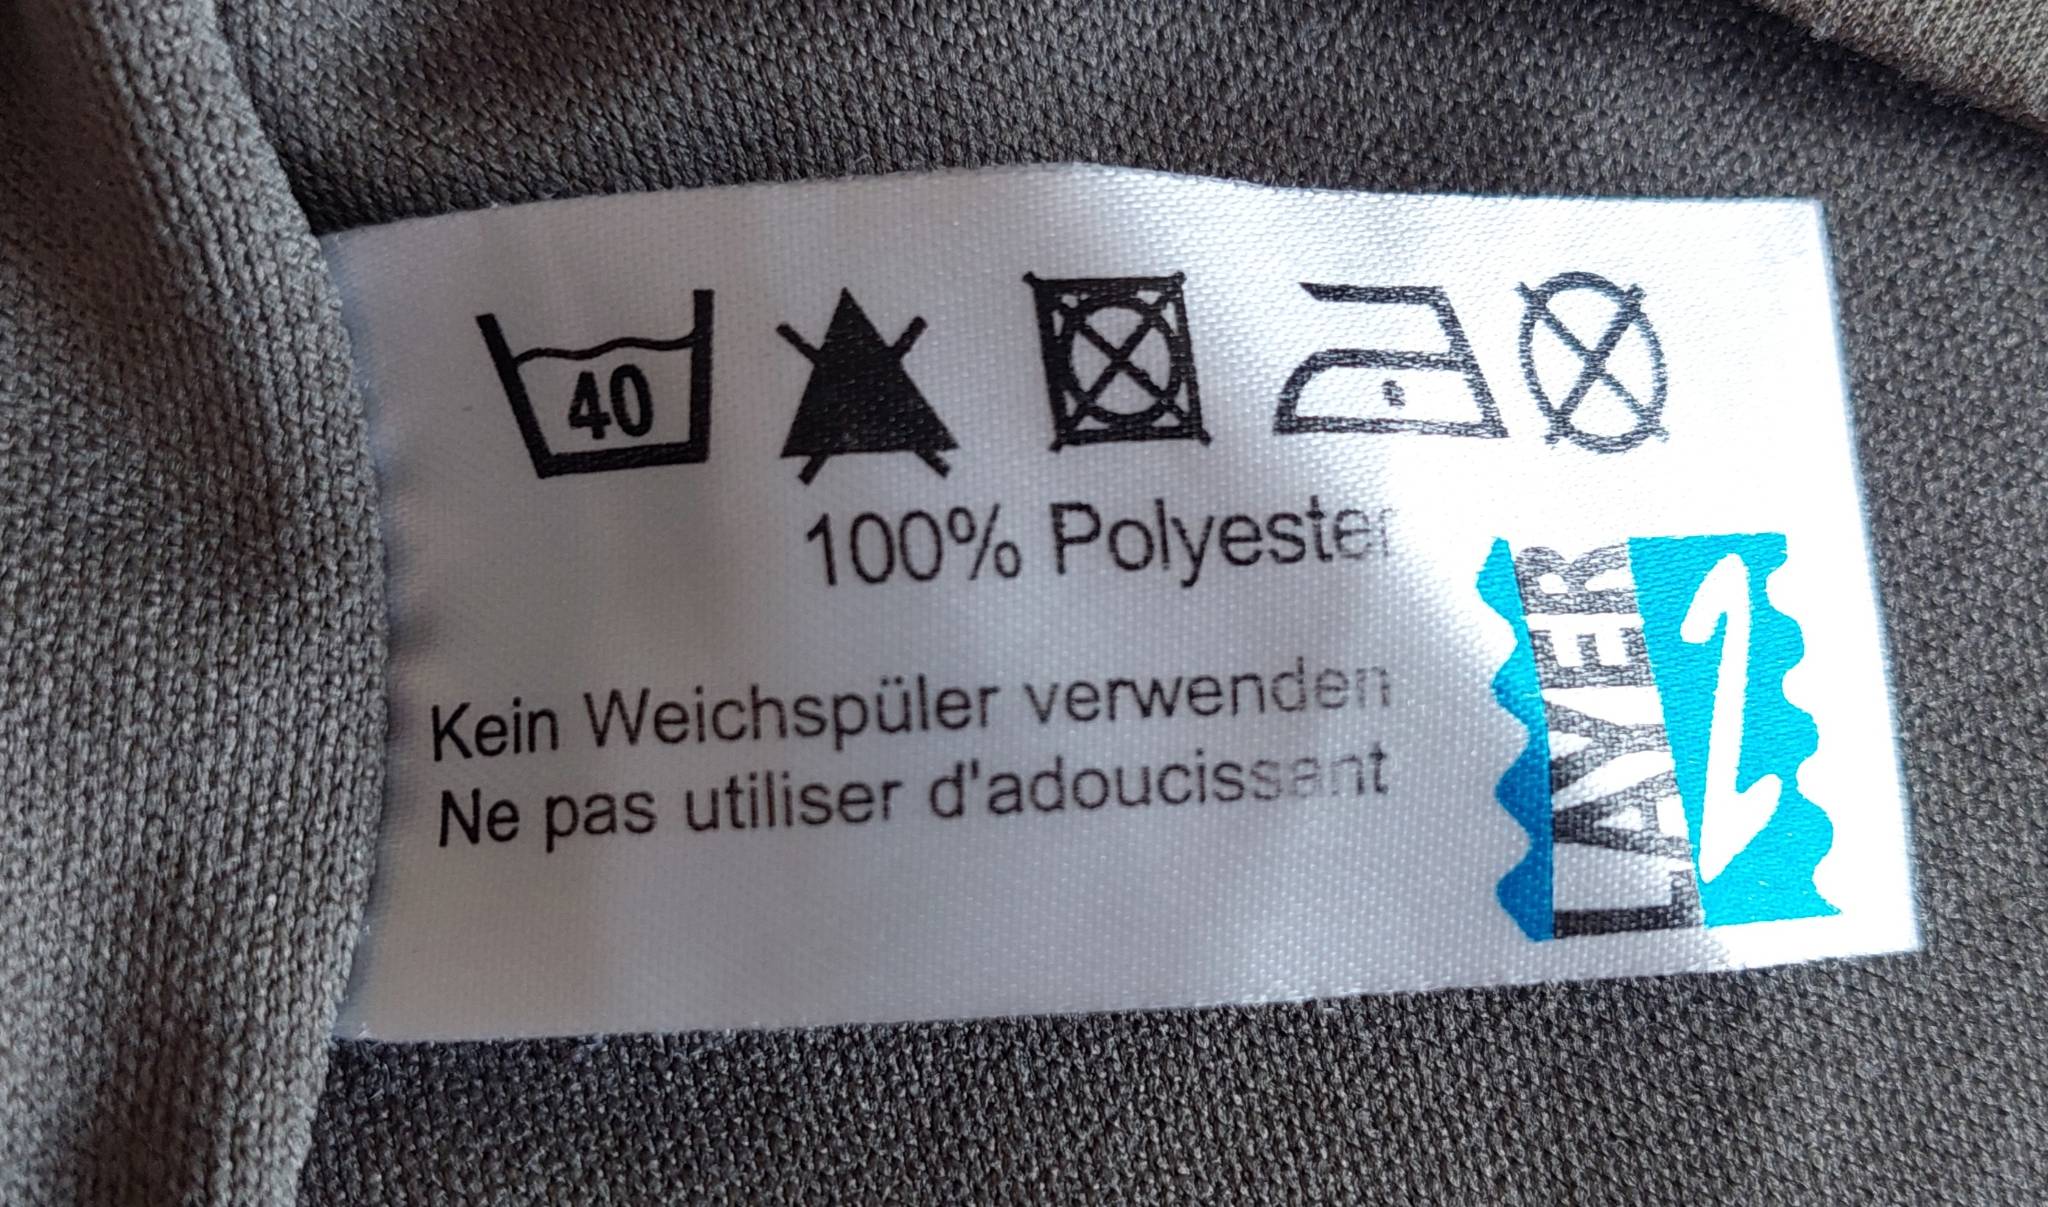 40
100% Polyester
Kein Weichspüler verwenden
Ne pas utiliser d'adoucissant
LAYER 2